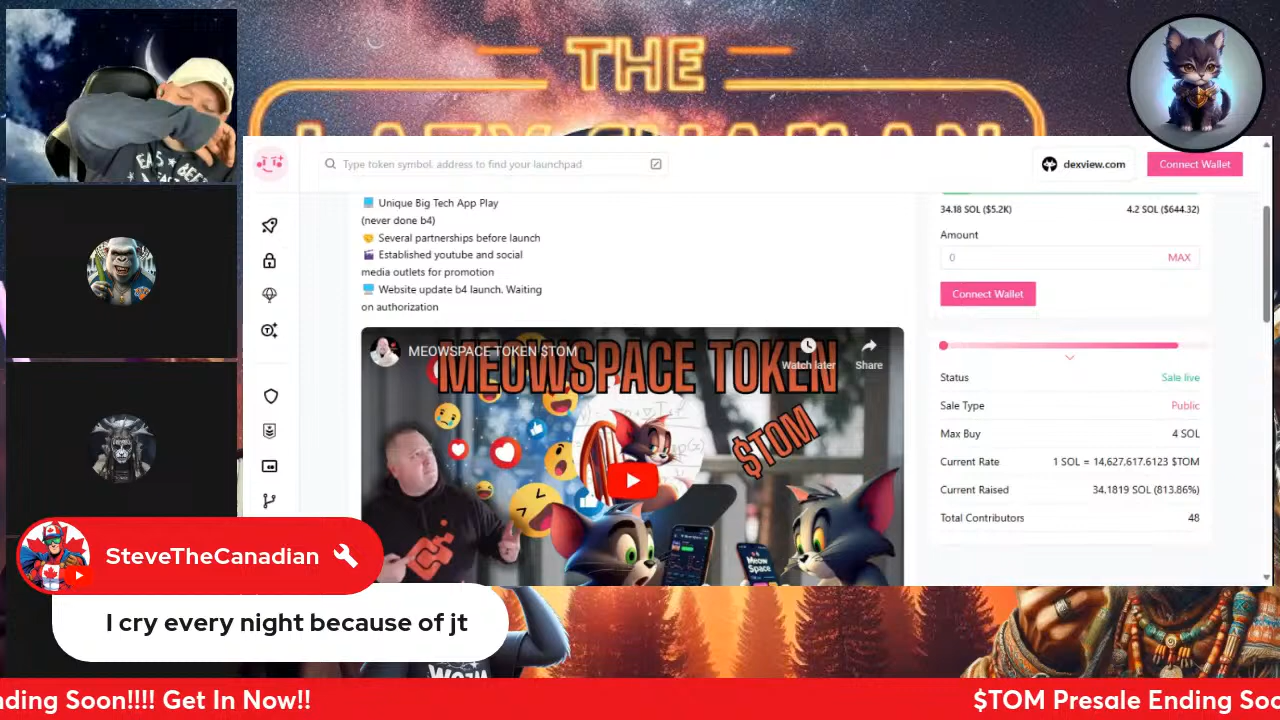 THE
LAZY SHAMAN
Type token symbol, address to find your launchpad
dexview.com
Connect Wallet
Unique Big Tech App Play
(never done b4)
Several partnerships before launch
Established youtube and social
media outlets for promotion
Website update b4 launch. Waiting
on authorization
34.18 SOL ($5.2K)
4.2 SOL ($644.32)
Amount
0
MAX
Connect Wallet
MEOWSPACE TOKEN $TOM
Watch later
Share
MEOWSPACE TOKEN
$TOM
Meow
Space
Status
Sale live
Sale Type
Public
Max Buy
4 SOL
Current Rate
1 SOL = 14,627,617.6123 $TOM
Current Raised
34.1819 SOL (813.86%)
Total Contributors
48
SteveTheCanadian
I cry every night because of jt
nding Soon!!!! Get In Now!!
$TOM Presale Ending Soo